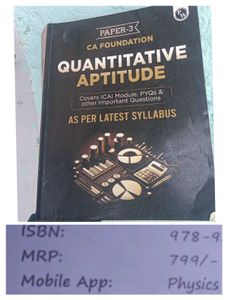 PW
PAPER-3
CA FOUNDATION
QUANTITATIVE
APTITUDE
Covers ICAI Module, PYQs &
other Important Questions
AS PER LATEST SYLLABUS
ISBN: 978-9
MRP: 799/-
Mobile App: Physics